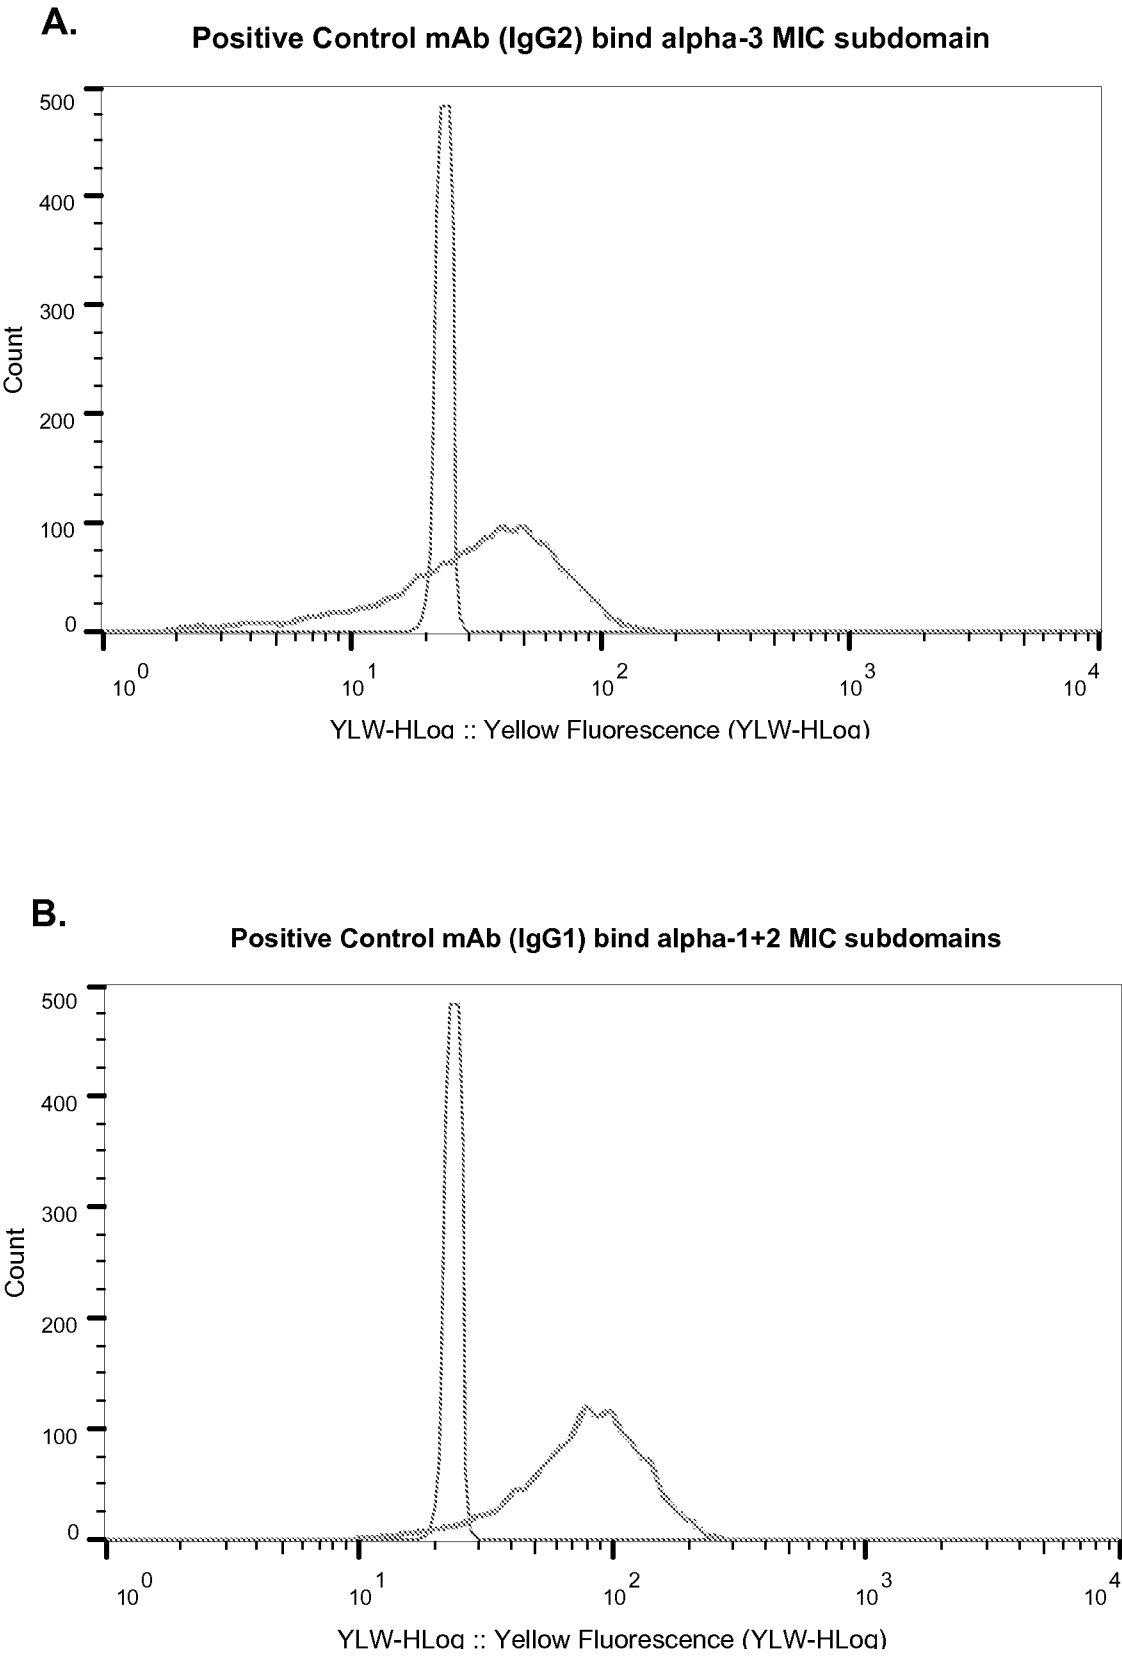 A.
Positive Control mAb (IgG2) bind alpha-3 MIC subdomain
500
400
300
200
100
0
Count
10 0
10 1
10 2
10 3
10 4
YLW-HLog :: Yellow Fluorescence (YLW-HLog)
B.
Positive Control mAb (IgG1) bind alpha-1+2 MIC subdomains
500
400
300
200
100
0
Count
10 0
10 1
10 2
10 3
10 4
YLW-HLog :: Yellow Fluorescence (YLW-HLog)